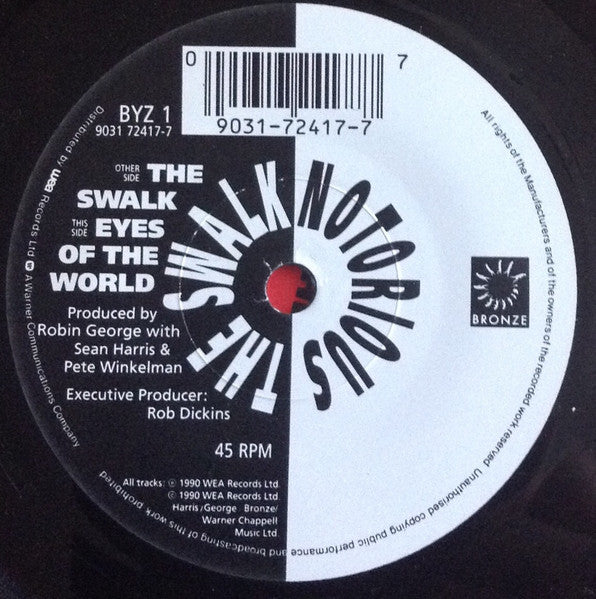 0
7
9031-72417-7
BYZ 1
9031 72417-7
OTHER SIDE THE
SWALK
THIS SIDE EYES
OF THE
WORLD
Produced by
Robin George with
Sean Harris &
Pete Winkelman
Executive Producer:
Rob Dickins
45 RPM
All tracks: ℗ 1990 WEA Records Ltd
© 1990 WEA Records Ltd
Harris/George Bronze/
Warner Chappell
Music Ltd.
THE SWALK
NOTORIOUS
BRONZE
Distributed by wea Records Ltd. A Warner Communications Company
All rights of the Manufacturers and of the owners of the recorded work reserved. Unauthorised copying public performance and broadcasting of this work prohibited